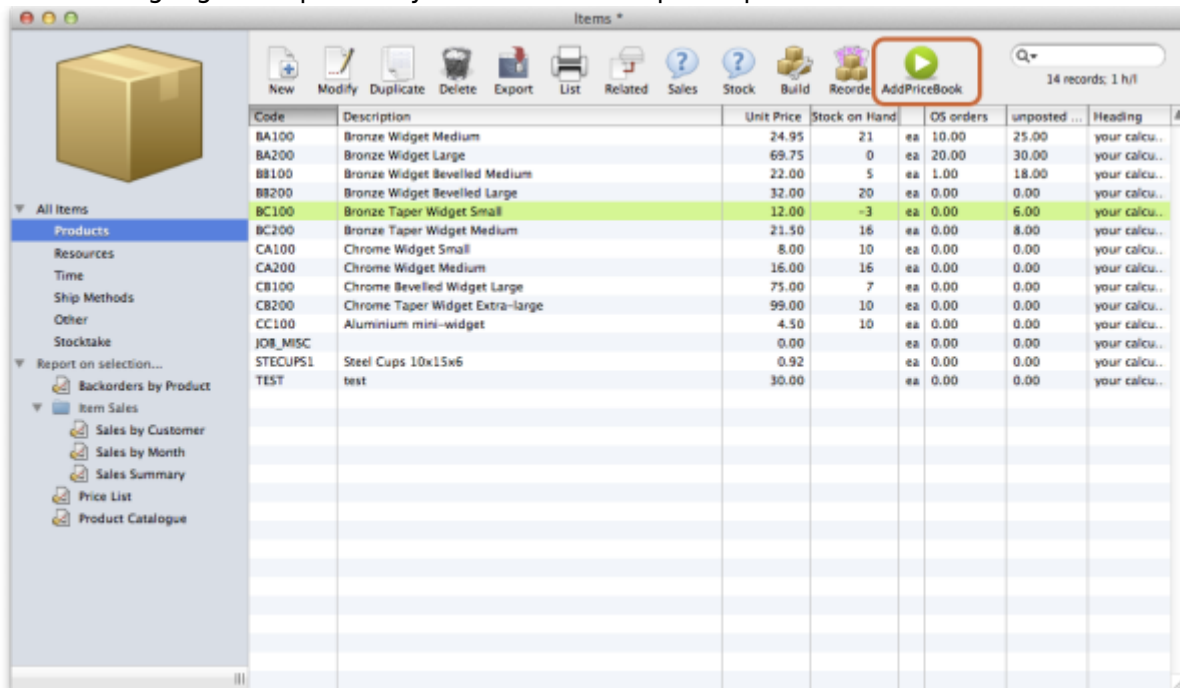 Items *
New Modify Duplicate Delete Export List Related Sales Stock Build Reorde AddPriceBook
14 records; 1 h/l
Code Description Unit Price Stock on Hand OS orders unposted ... Heading
BA100 Bronze Widget Medium 24.95 21 ea 10.00 25.00 your calcu..
BA200 Bronze Widget Large 69.75 0 ea 20.00 30.00 your calcu..
BB100 Bronze Widget Bevelled Medium 22.00 5 ea 1.00 18.00 your calcu..
BB200 Bronze Widget Bevelled Large 32.00 20 ea 0.00 0.00 your calcu..
BC100 Bronze Taper Widget Small 12.00 -3 ea 0.00 6.00 your calcu..
BC200 Bronze Taper Widget Medium 21.50 16 ea 0.00 8.00 your calcu..
CA100 Chrome Widget Small 8.00 10 ea 0.00 0.00 your calcu..
CA200 Chrome Widget Medium 16.00 16 ea 0.00 0.00 your calcu..
CB100 Chrome Bevelled Widget Large 75.00 7 ea 0.00 0.00 your calcu..
CB200 Chrome Taper Widget Extra-large 99.00 10 ea 0.00 0.00 your calcu..
CC100 Aluminium mini-widget 4.50 10 ea 0.00 0.00 your calcu..
JOB_MISC 0.00 ea 0.00 0.00 your calcu..
STECUPS1 Steel Cups 10x15x6 0.92 ea 0.00 0.00 your calcu..
TEST test 30.00 ea 0.00 0.00 your calcu..
All Items
Products
Resources
Time
Ship Methods
Other
Stocktake
Report on selection...
Backorders by Product
Item Sales
Sales by Customer
Sales by Month
Sales Summary
Price List
Product Catalogue